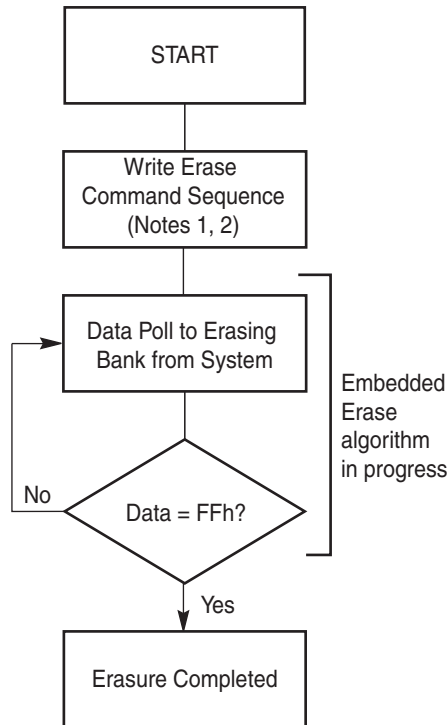 START
Write Erase
Command Sequence
(Notes 1, 2)
Data Poll to Erasing
Bank from System
Embedded
Erase
algorithm
in progress
No
Data = FFh?
Yes
Erasure Completed